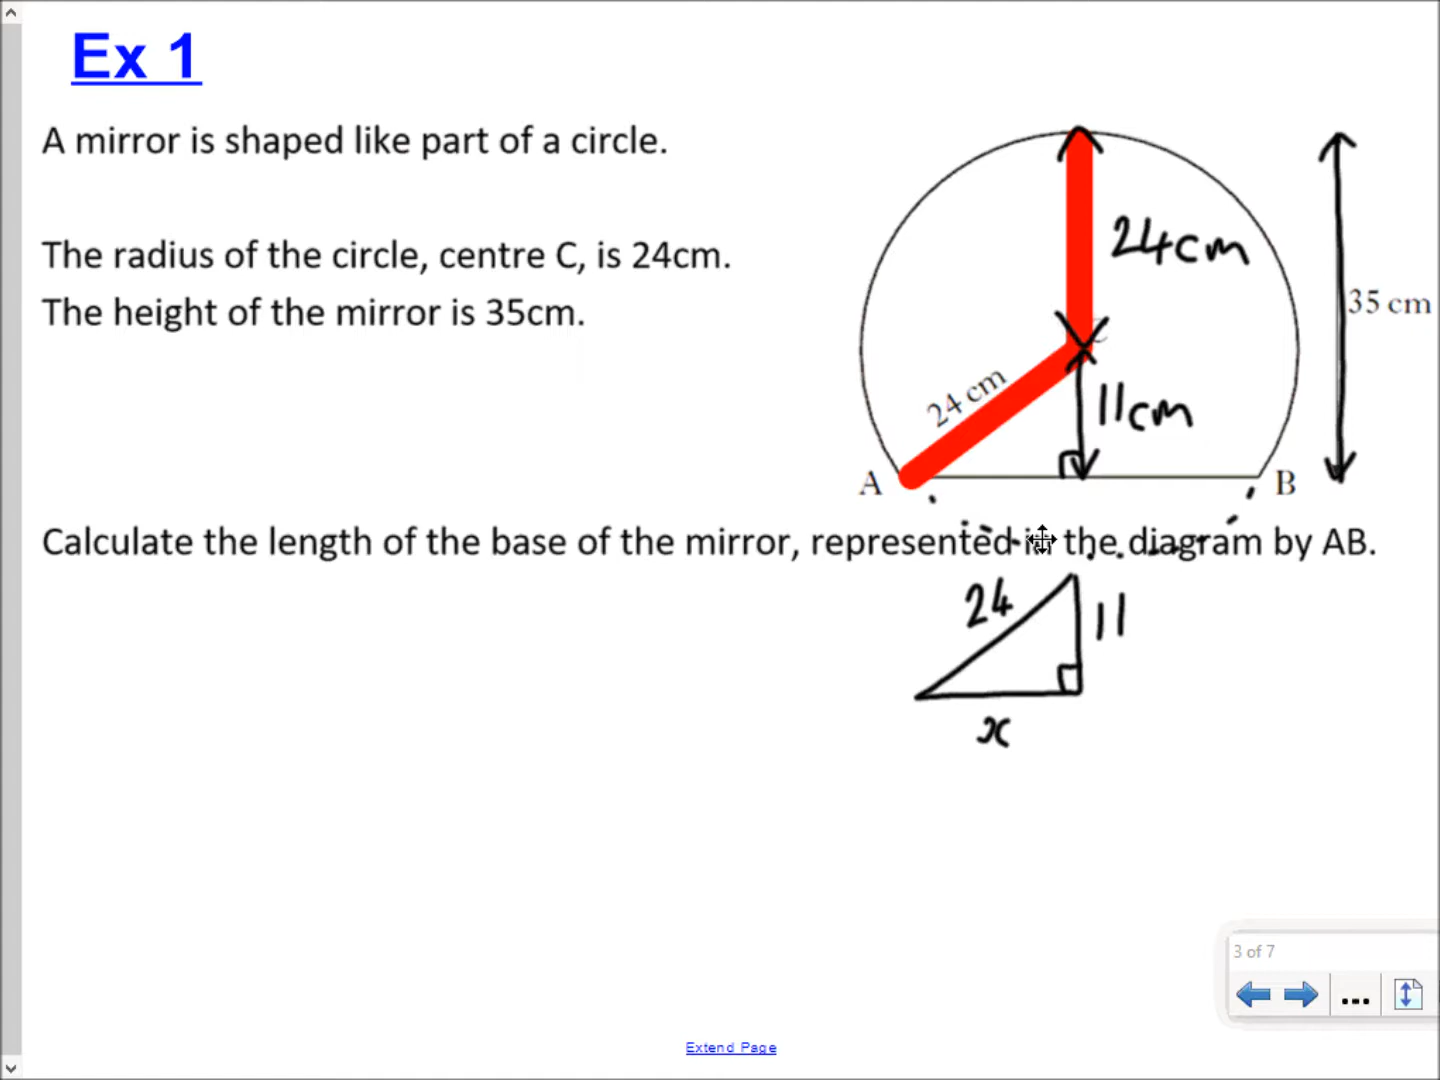 Ex 1
A mirror is shaped like part of a circle.
The radius of the circle, centre C, is 24cm.
The height of the mirror is 35cm.
24cm
35 cm
C
24 cm
11cm
A
B
Calculate the length of the base of the mirror, represented in the diagram by AB.
24
11
x
3 of 7
...
Extend Page